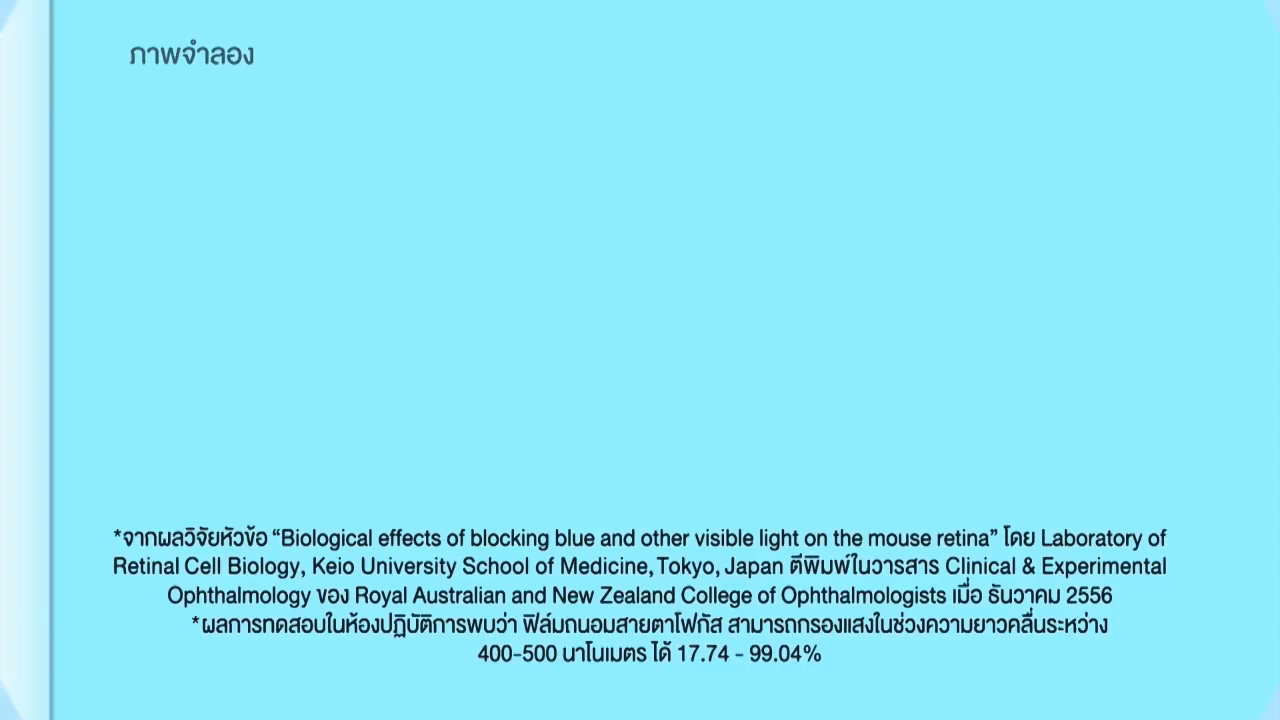 ภาพจำลอง
*จากผลวิจัยหัวข้อ “Biological effects of blocking blue and other visible light on the mouse retina” โดย Laboratory of
Retinal Cell Biology, Keio University School of Medicine, Tokyo, Japan ตีพิมพ์ในวารสาร Clinical & Experimental
Ophthalmology ของ Royal Australian and New Zealand College of Ophthalmologists เมื่อ ธันวาคม 2556
*ผลการทดสอบในห้องปฏิบัติการพบว่า ฟิล์มถนอมสายตาโฟกัส สามารถกรองแสงในช่วงความยาวคลื่นระหว่าง
400-500 นาโนเมตร ได้ 17.74 - 99.04%